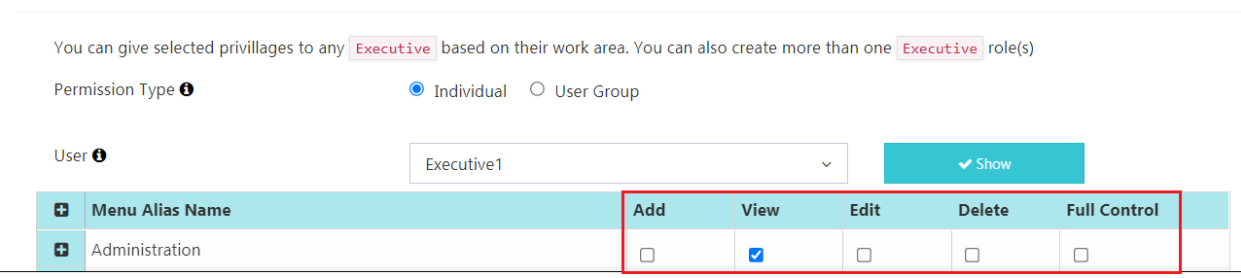 You can give selected privillages to any Executive based on their work area. You can also create more than one Executive role(s)
Permission Type Individual User Group
User Executive1 Show
Menu Alias Name Add View Edit Delete Full Control
Administration